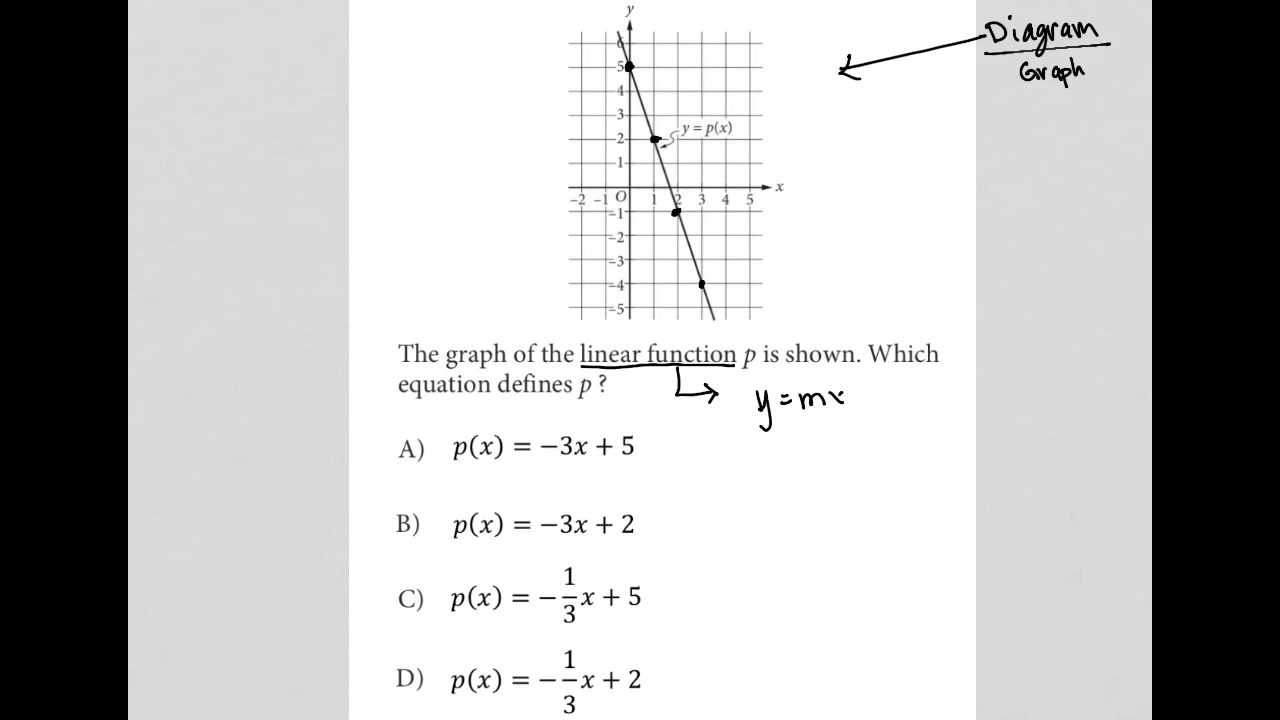 y
Diagram
Graph
6
5
4
3
y = p(x)
2
1
x
-2 -1 O 1 2 3 4 5
-1
-2
-3
-4
-5
The graph of the linear function p is shown. Which
equation defines p ?
y = mx
A) p(x) = −3x + 5
B) p(x) = −3x + 2
C) p(x) = −1/3x + 5
D) p(x) = −1/3x + 2